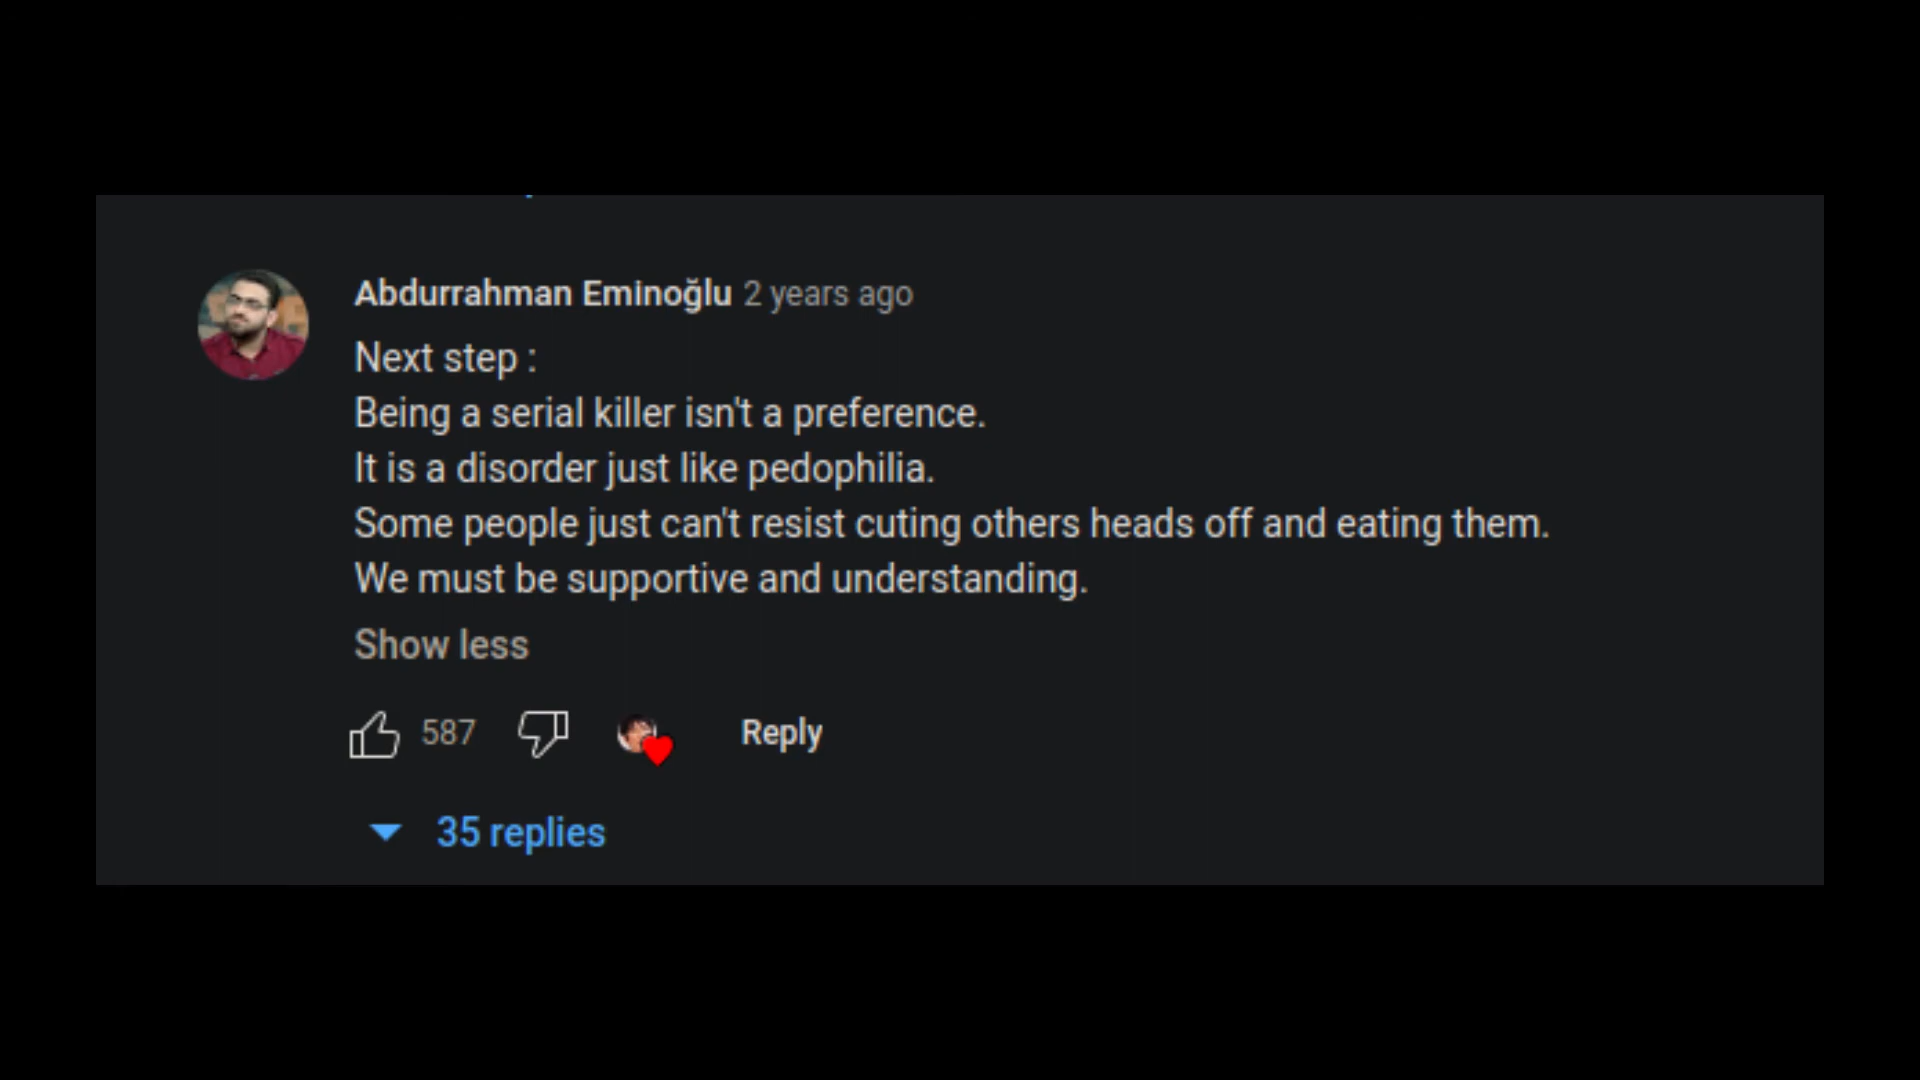 Abdurrahman Eminoğlu 2 years ago
Next step :
Being a serial killer isn't a preference.
It is a disorder just like pedophilia.
Some people just can't resist cuting others heads off and eating them.
We must be supportive and understanding.
Show less
587 Reply
35 replies